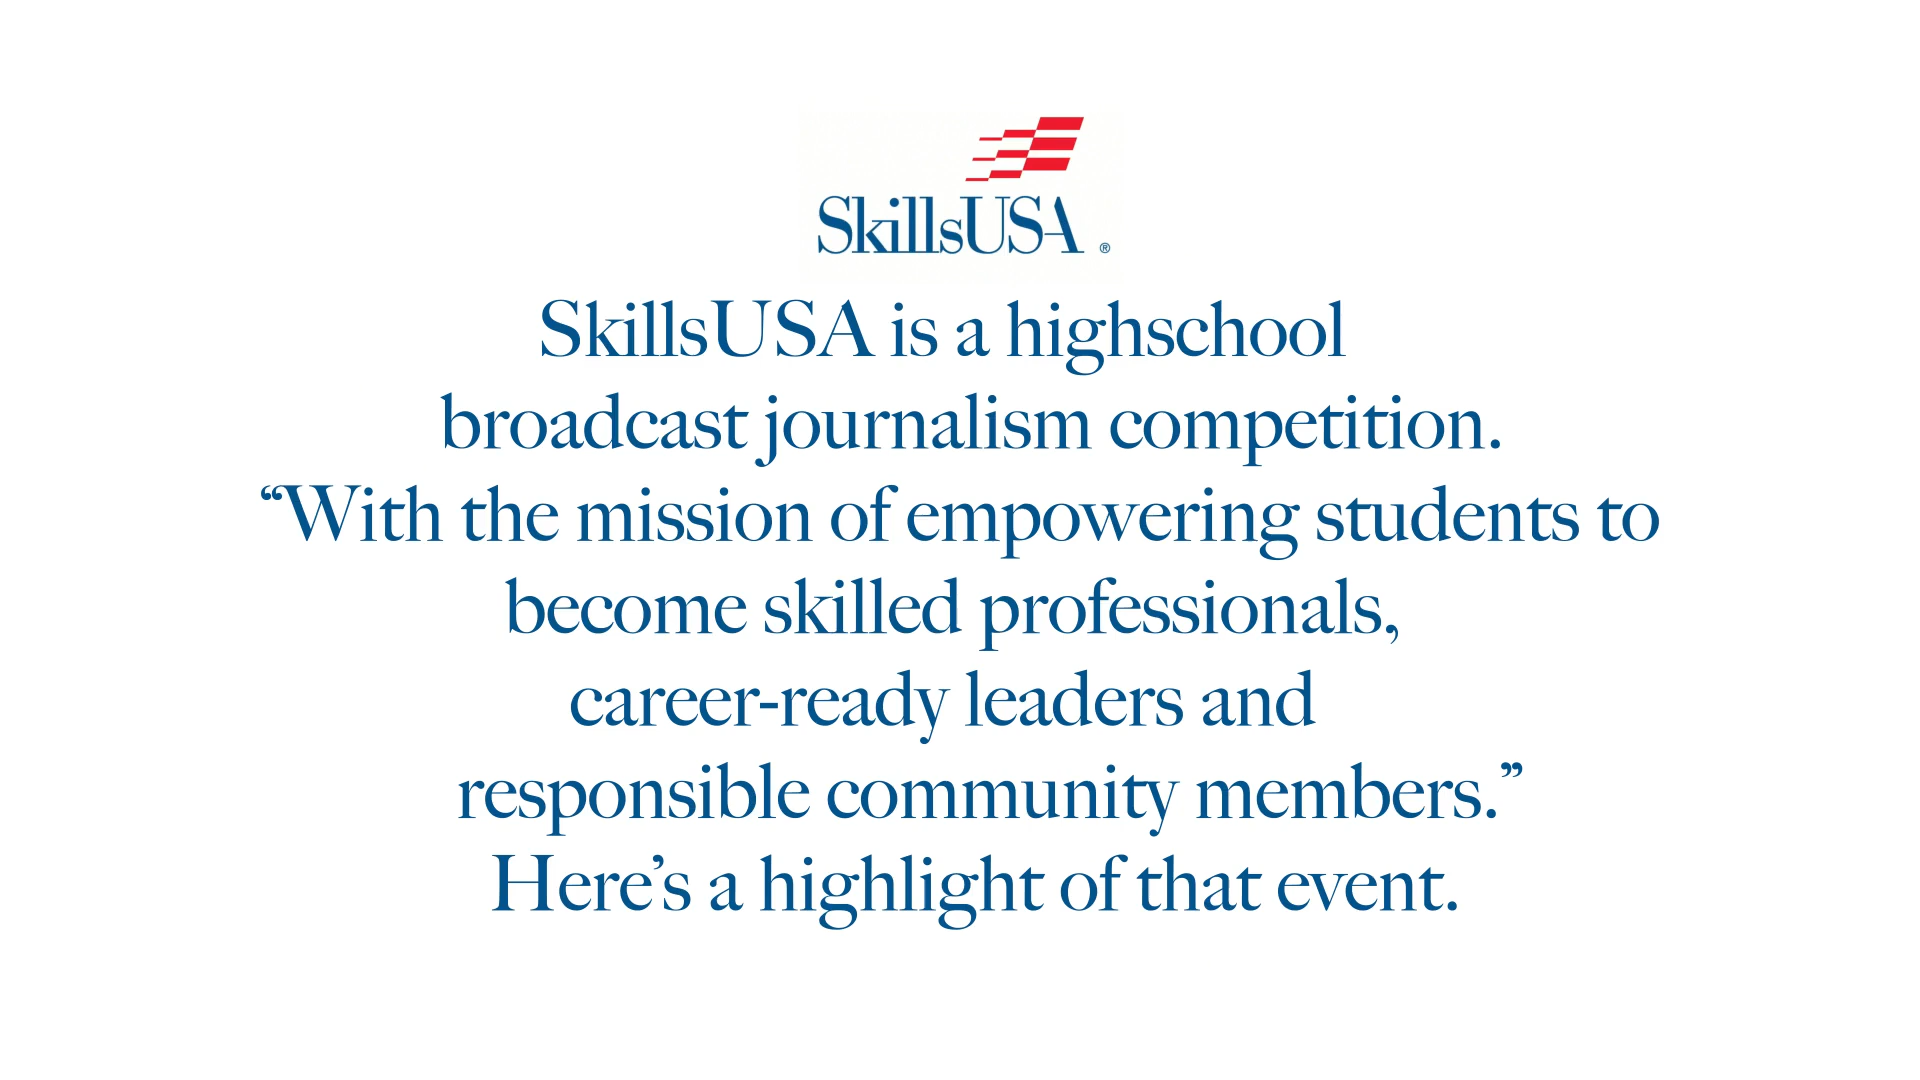 SkillsUSA ®
SkillsUSA is a highschool
broadcast journalism competition.
“With the mission of empowering students to
become skilled professionals,
career-ready leaders and
responsible community members.”
Here’s a highlight of that event.